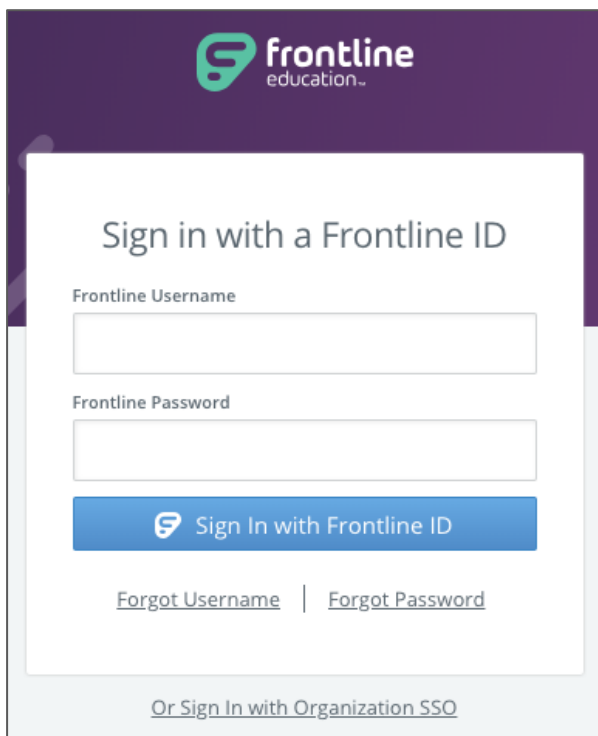 frontline
education™
Sign in with a Frontline ID
Frontline Username
Frontline Password
Sign In with Frontline ID
Forgot Username | Forgot Password
Or Sign In with Organization SSO